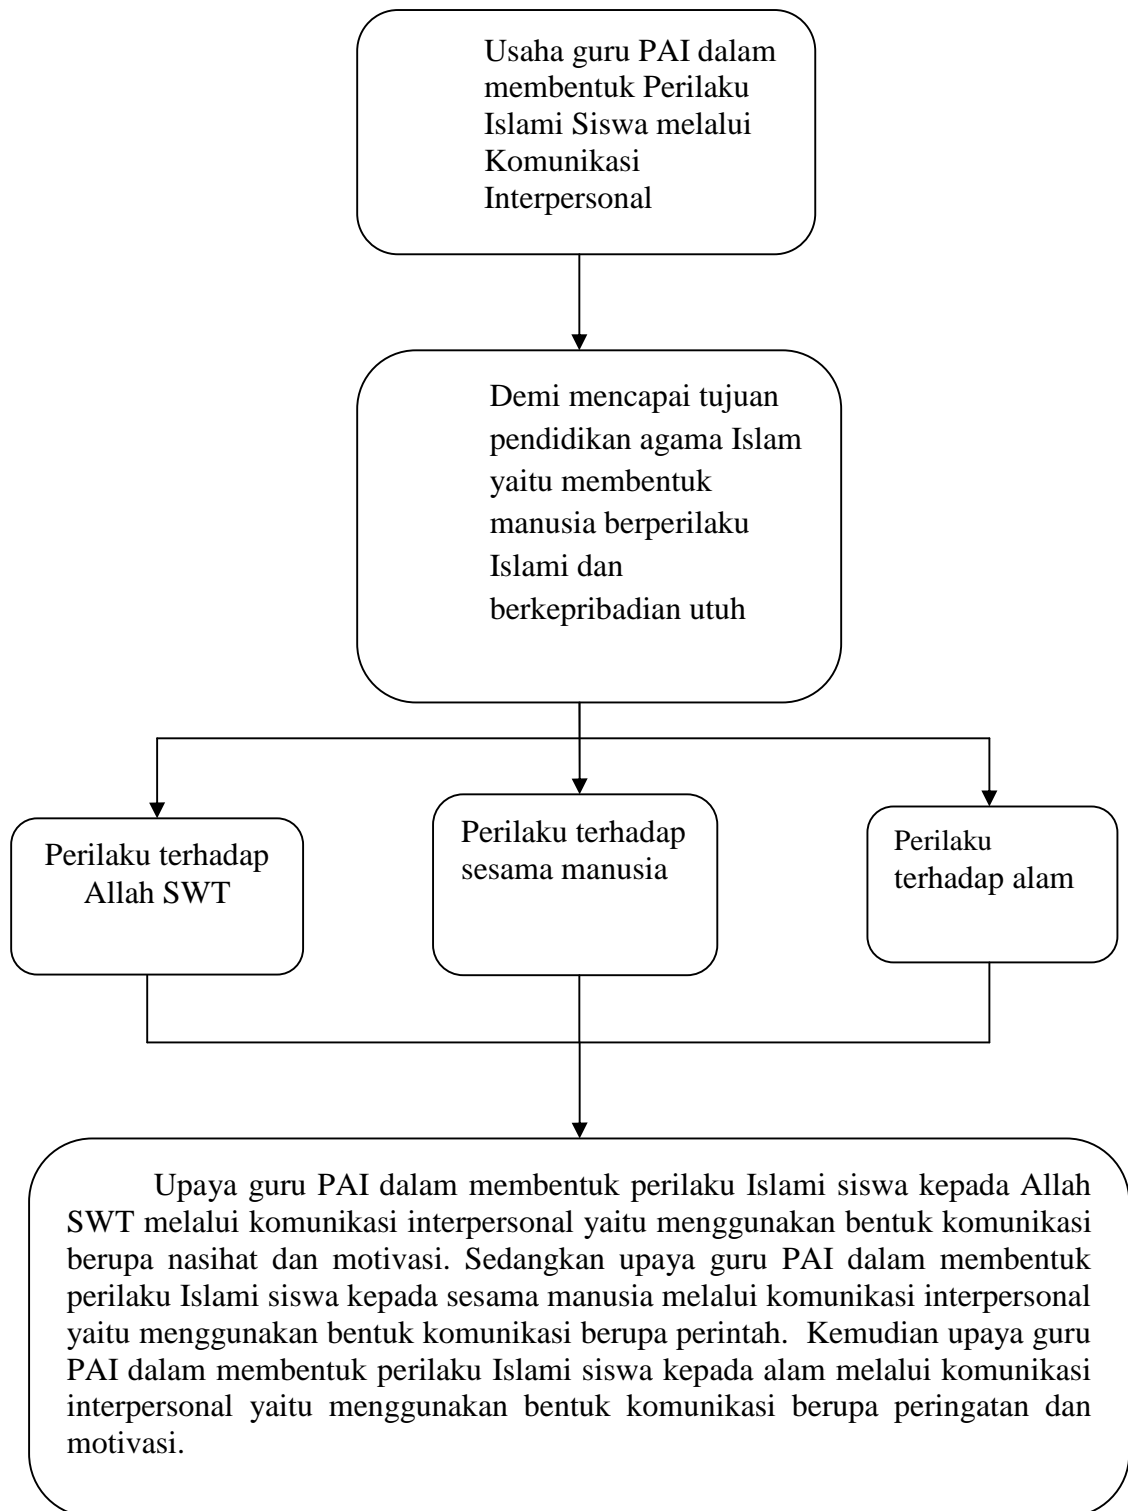 Usaha guru PAI dalam
membentuk Perilaku
Islami Siswa melalui
Komunikasi
Interpersonal
Demi mencapai tujuan
pendidikan agama Islam
yaitu membentuk
manusia berperilaku
Islami dan
berkepribadian utuh
Perilaku terhadap
Allah SWT
Perilaku terhadap
sesama manusia
Perilaku
terhadap alam
Upaya guru PAI dalam membentuk perilaku Islami siswa kepada Allah
SWT melalui komunikasi interpersonal yaitu menggunakan bentuk komunikasi
berupa nasihat dan motivasi. Sedangkan upaya guru PAI dalam membentuk
perilaku Islami siswa kepada sesama manusia melalui komunikasi interpersonal
yaitu menggunakan bentuk komunikasi berupa perintah. Kemudian upaya guru
PAI dalam membentuk perilaku Islami siswa kepada alam melalui komunikasi
interpersonal yaitu menggunakan bentuk komunikasi berupa peringatan dan
motivasi.